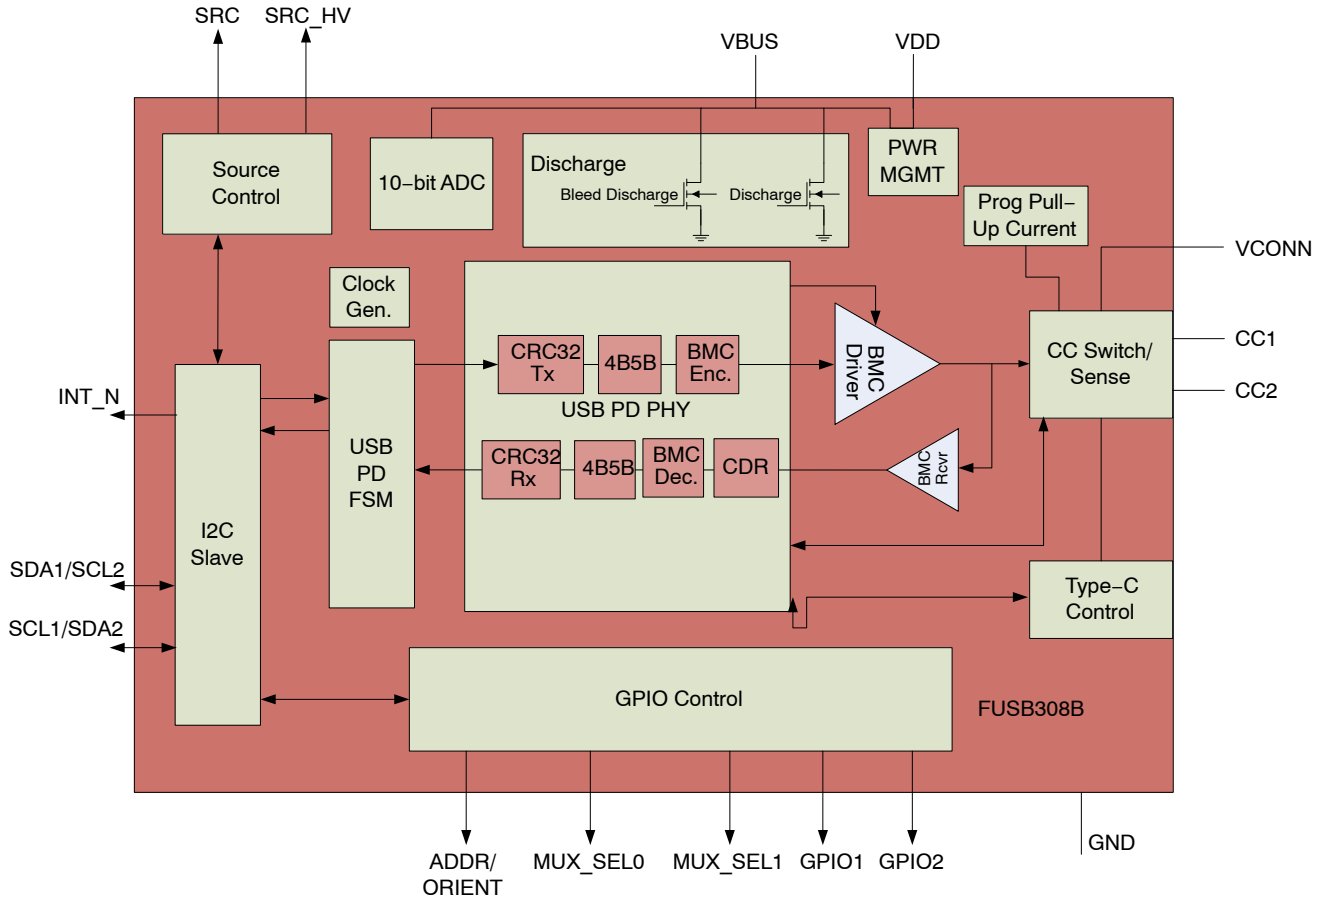 SRC
SRC_HV
VBUS
VDD
Source
Control
10−bit ADC
Discharge
Bleed Discharge
Discharge
PWR
MGMT
Prog Pull−
Up Current
VCONN
Clock
Gen.
CRC32
Tx
4B5B
BMC
Enc.
BMC
Driver
CC Switch/
Sense
CC1
CC2
INT_N
USB PD PHY
USB
PD
FSM
CRC32
Rx
4B5B
BMC
Dec.
CDR
BMC
Rcvr
I2C
Slave
SDA1/SCL2
SCL1/SDA2
Type−C
Control
GPIO Control
FUSB308B
GND
ADDR/
ORIENT
MUX_SEL0
MUX_SEL1
GPIO1
GPIO2